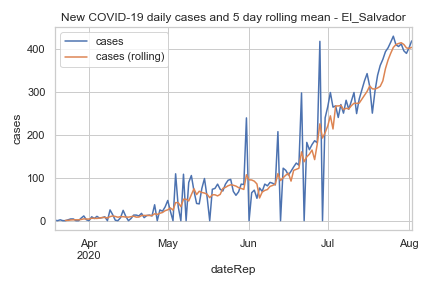 New COVID-19 daily cases and 5 day rolling mean - El_Salvador
cases
cases (rolling)
400
300
200
100
0
cases
Apr
2020
May
Jun
Jul
Aug
dateRep